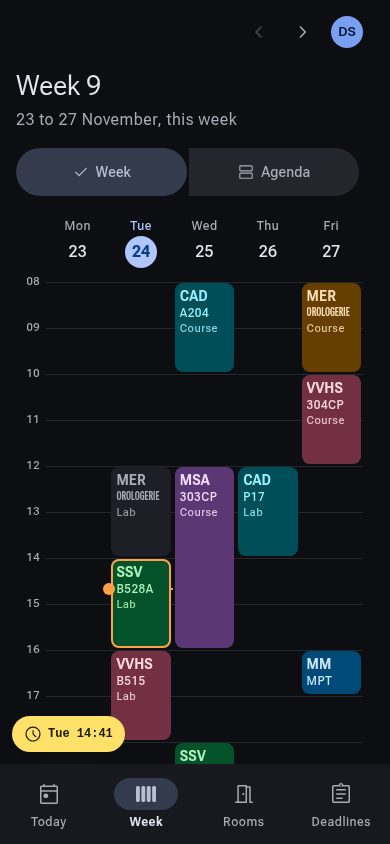 DS
Week 9
23 to 27 November, this week
Week
Agenda
Mon
Tue
Wed
Thu
Fri
23
24
25
26
27
08
09
10
11
12
13
14
15
16
17
CAD
A204
Course
MER
OROLOGERIE
Course
VVHS
304CP
Course
MER
OROLOGERIE
Lab
MSA
303CP
Course
CAD
P17
Lab
SSV
B528A
Lab
VVHS
B515
Lab
MM
MPT
SSV
Tue 14:41
Today
Week
Rooms
Deadlines